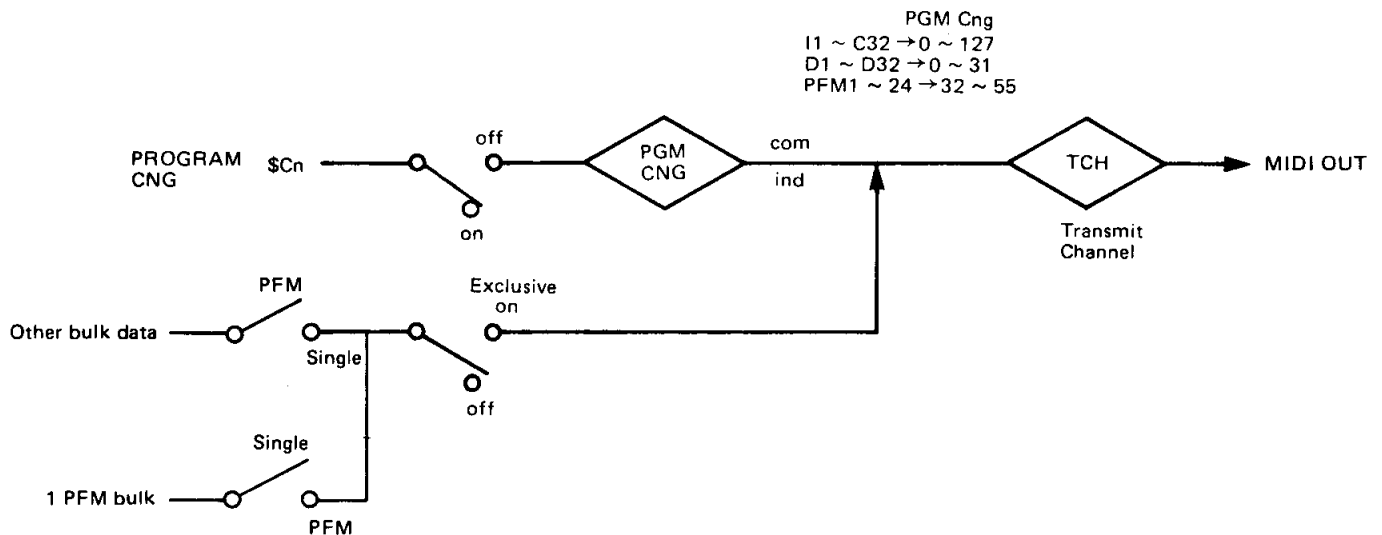 PGM Cng
I1 ~ C32 → 0 ~ 127
D1 ~ D32 → 0 ~ 31
PFM1 ~ 24 → 32 ~ 55
PROGRAM
CNG
$Cn
off
on
PGM
CNG
com
ind
TCH
Transmit
Channel
MIDI OUT
Other bulk data
PFM
Single
Exclusive
on
off
1 PFM bulk
Single
PFM